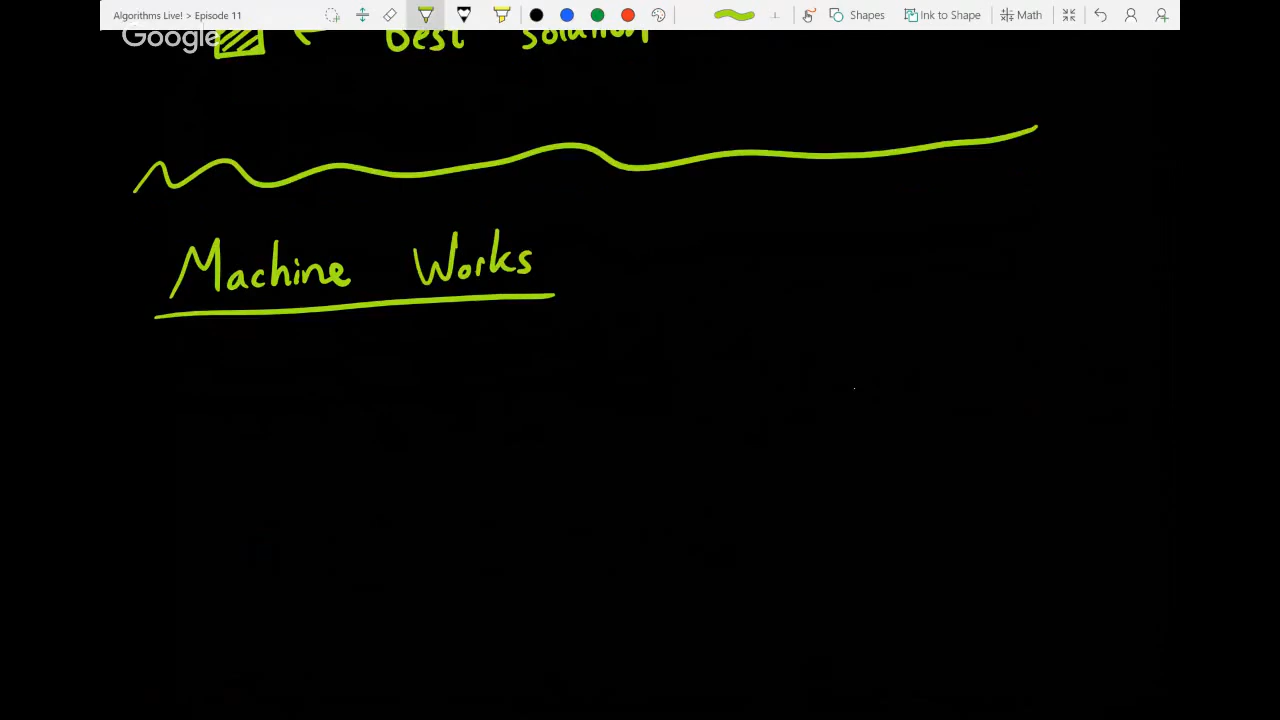 Algorithms Live! > Episode 11
Shapes
Ink to Shape
Math
Google
Best solution
Machine Works